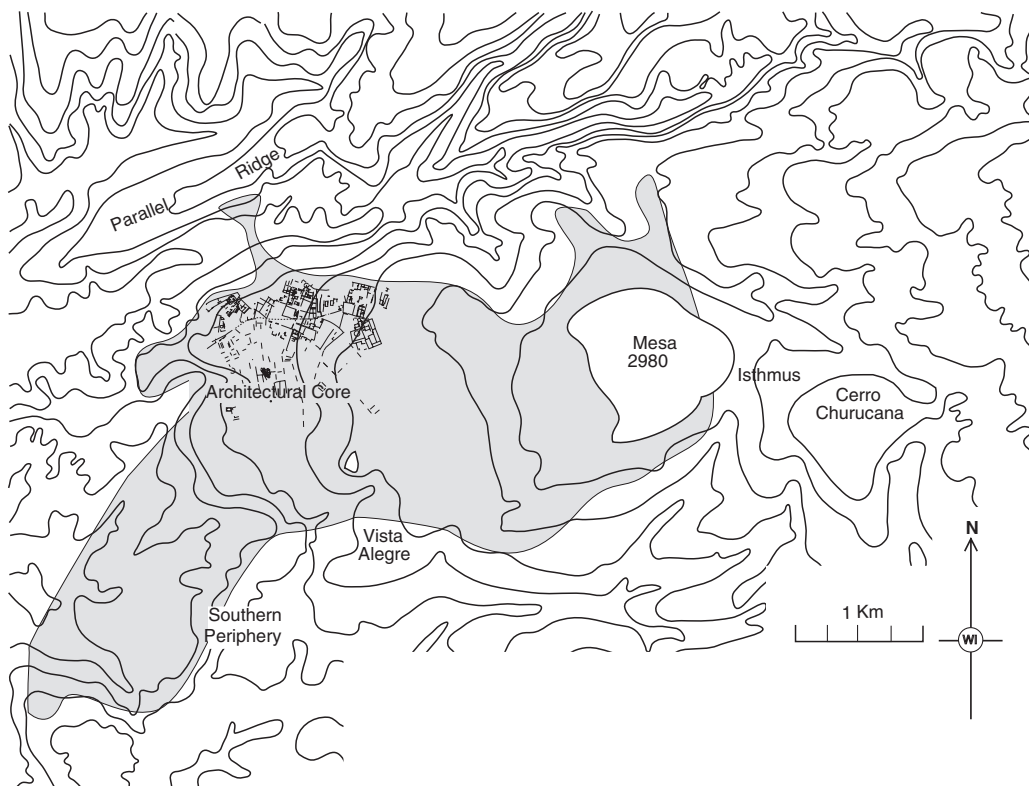 Parallel Ridge
Mesa
2980
Isthmus
Cerro
Churucana
Architectural Core
Vista
Alegre
Southern
Periphery
1 Km
N
WI